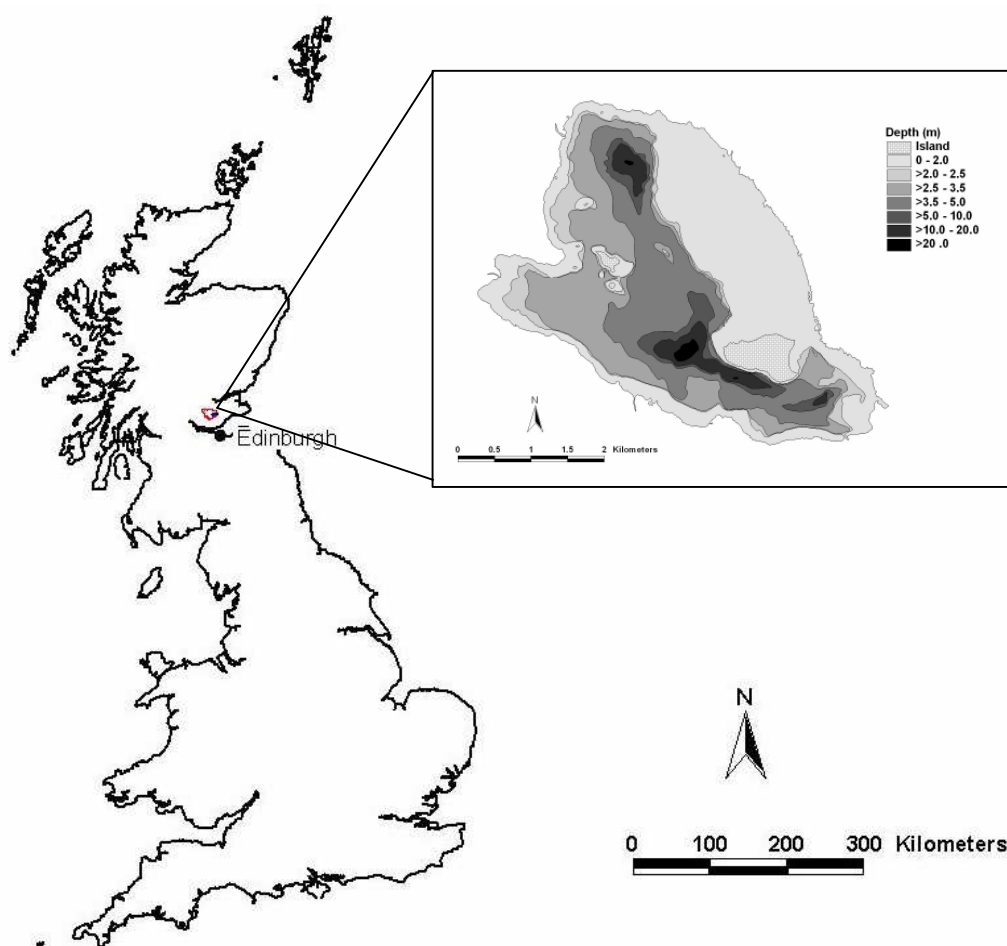 Depth (m)
Island
0 - 2.0
>2.0 - 2.5
>2.5 - 3.5
>3.5 - 5.0
>5.0 - 10.0
>10.0 - 20.0
>20 .0
N
0 0.5 1 1.5 2 Kilometers
Edinburgh
N
0 100 200 300 Kilometers